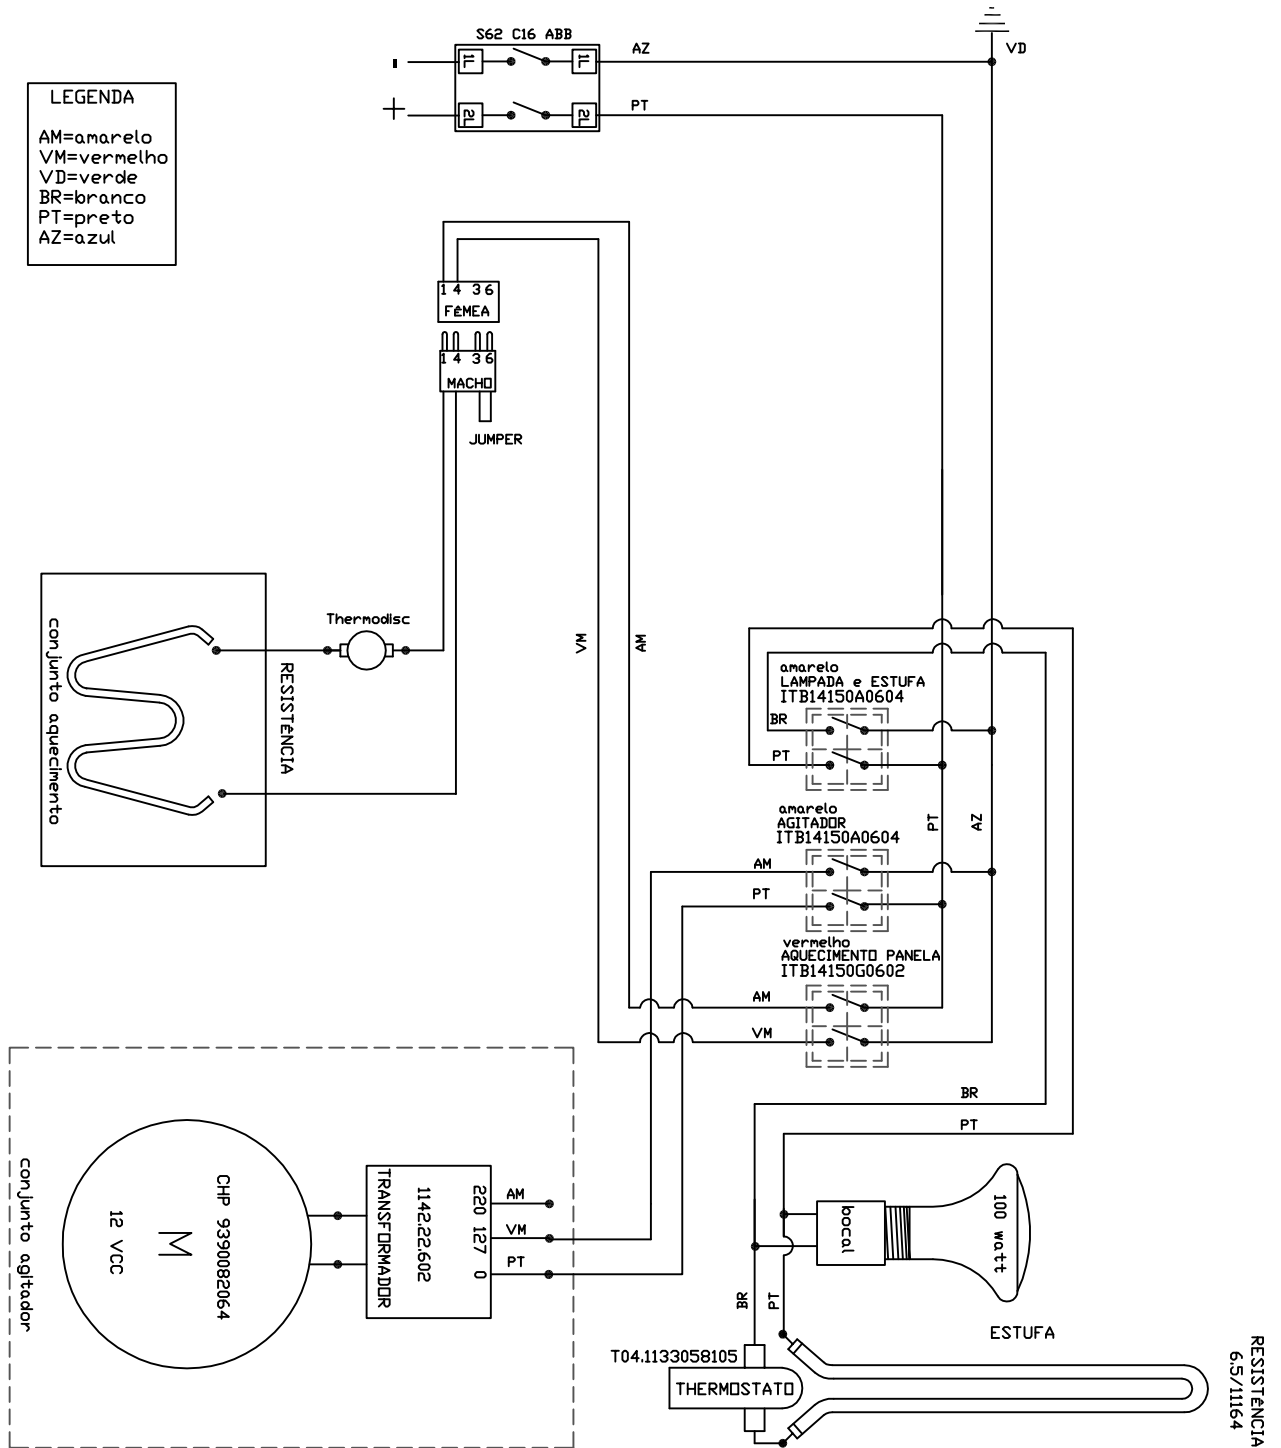 S62 C16 ABB
AZ
VD
1L
1L
-
+
PT
2L
2L
LEGENDA
AM=amarelo
VM=vermelho
VD=verde
BR=branco
PT=preto
AZ=azul
1 4 3 6
FÊMEA
1 4 3 6
MACHO
JUMPER
Thermodisc
RESISTÊNCIA
conjunto aquecimento
VM
AM
amarelo
LAMPADA e ESTUFA
ITB14150A0604
BR
PT
amarelo
AGITADOR
ITB14150A0604
PT
AZ
AM
PT
vermelho
AQUECIMENTO PANELA
ITB14150G0602
AM
VM
BR
PT
conjunto agitador
CHP 9390082064
M
12 VCC
TRANSFORMADOR
1142.22.602
220 127 0
AM
VM
PT
bocal
100 watt
BR
PT
ESTUFA
T04.1133058105
THERMOSTATO
RESISTÊNCIA
6.5/11164